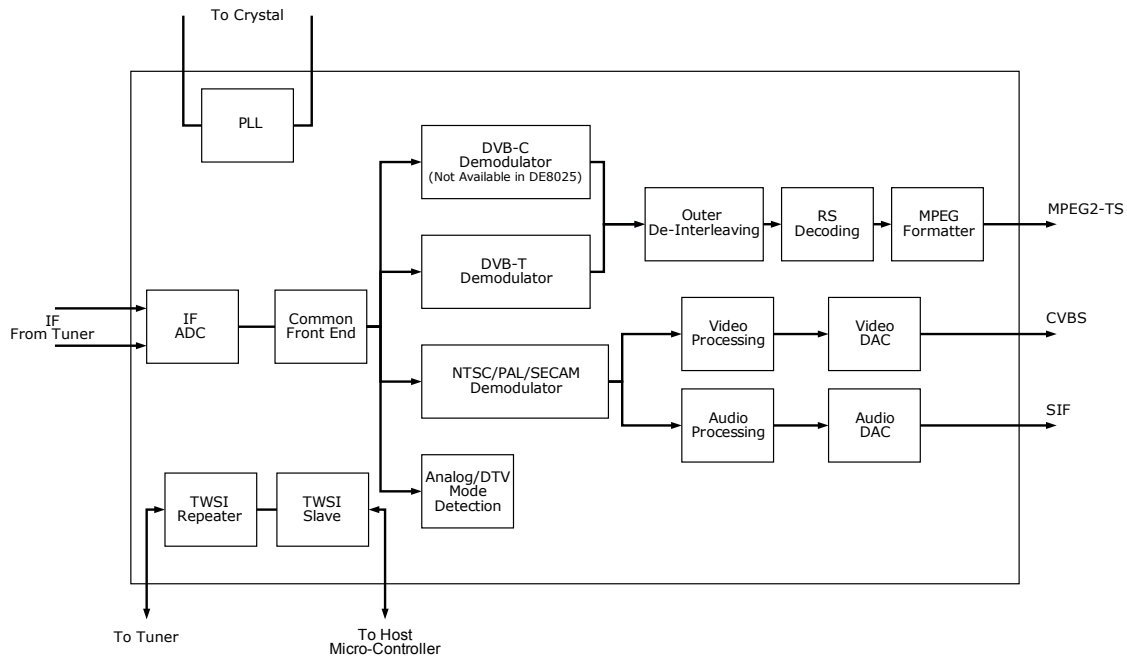 To Crystal
PLL
DVB-C
Demodulator
(Not Available in DE8025)
Outer
De-Interleaving
RS
Decoding
MPEG
Formatter
MPEG2-TS
DVB-T
Demodulator
IF
From Tuner
IF
ADC
Common
Front End
Video
Processing
Video
DAC
CVBS
NTSC/PAL/SECAM
Demodulator
Audio
Processing
Audio
DAC
SIF
Analog/DTV
Mode
Detection
TWSI
Repeater
TWSI
Slave
To Tuner
To Host
Micro-Controller